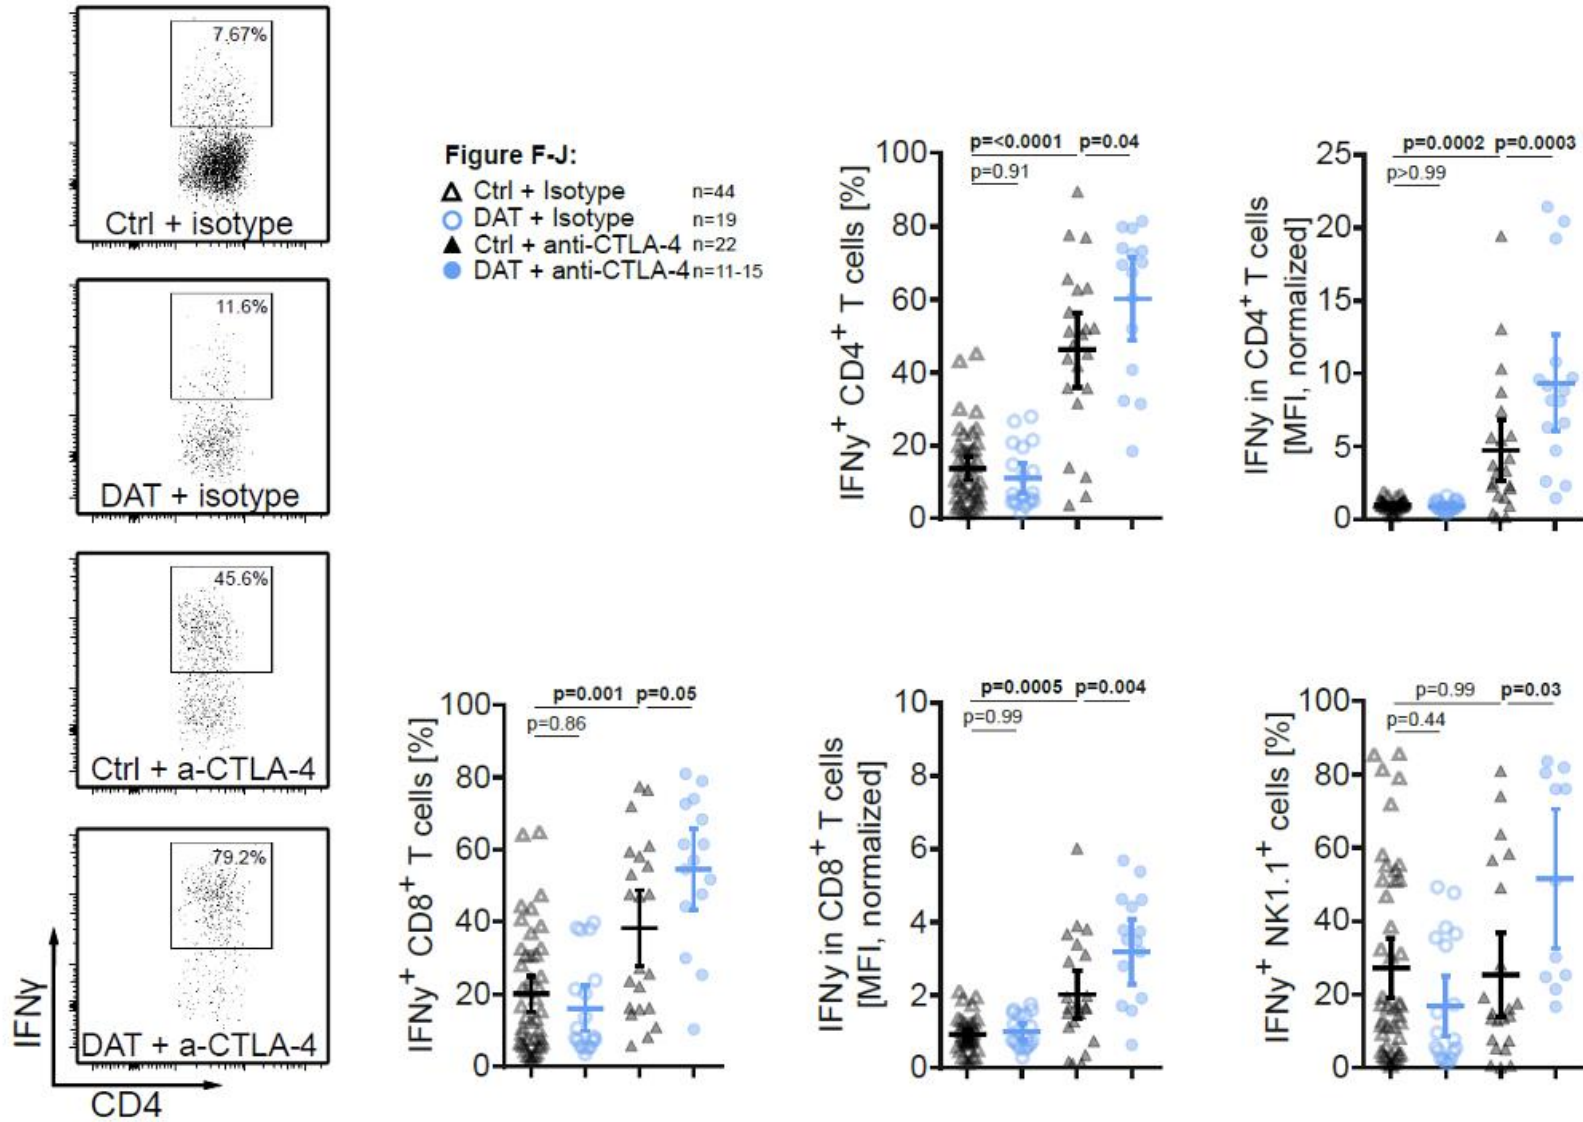 7.67%
Ctrl + isotype
11.6%
DAT + isotype
45.6%
Ctrl + a-CTLA-4
79.2%
DAT + a-CTLA-4
IFNγ
CD4
Figure F-J:
Ctrl + Isotype n=44
DAT + Isotype n=19
Ctrl + anti-CTLA-4 n=22
DAT + anti-CTLA-4 n=11-15
IFNy+ CD4+ T cells [%]
100
80
60
40
20
0
p=<0.0001 p=0.04
p=0.91
IFNy in CD4+ T cells
[MFI, normalized]
25
20
15
10
5
0
p=0.0002 p=0.0003
p>0.99
IFNy+ CD8+ T cells [%]
100
80
60
40
20
0
p=0.001 p=0.05
p=0.86
IFNy in CD8+ T cells
[MFI, normalized]
10
8
6
4
2
0
p=0.0005 p=0.004
p=0.99
IFNy+ NK1.1+ cells [%]
100
80
60
40
20
0
p=0.99 p=0.03
p=0.44